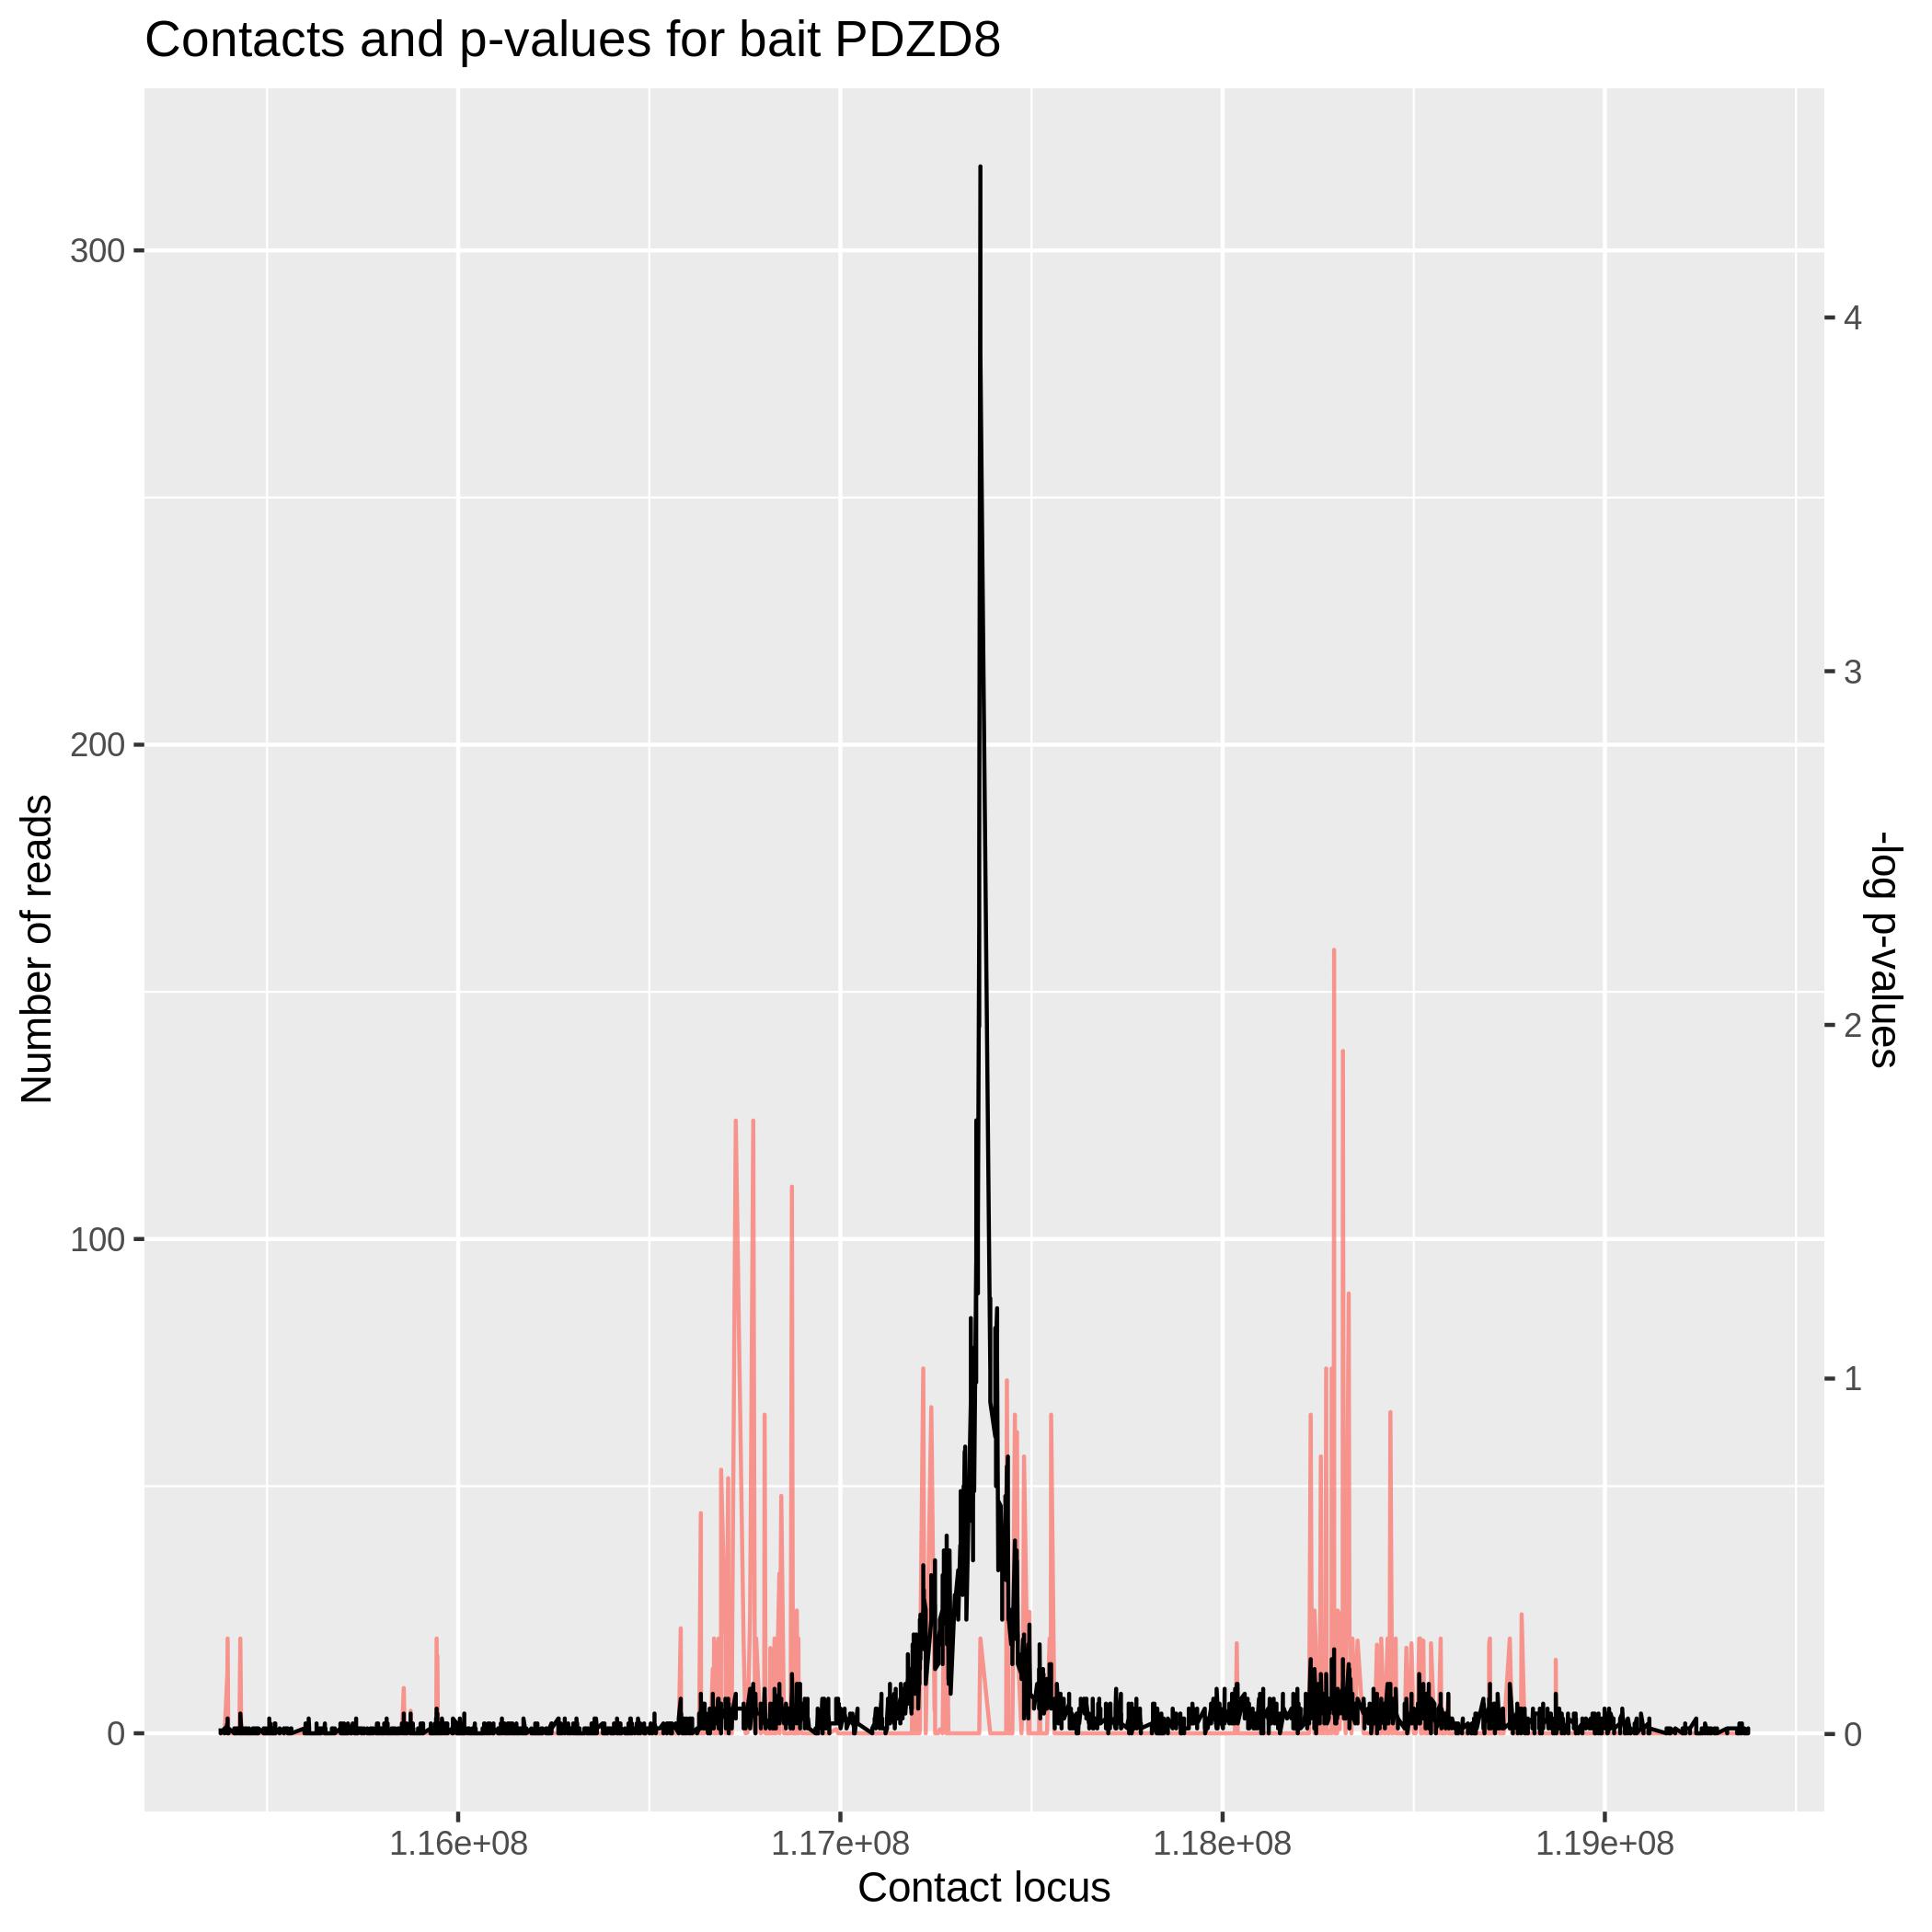 Contacts and p-values for bait PDZD8
300
200
100
0
Number of reads
4
3
2
1
0
-log p-values
1.16e+08
1.17e+08
1.18e+08
1.19e+08
Contact locus